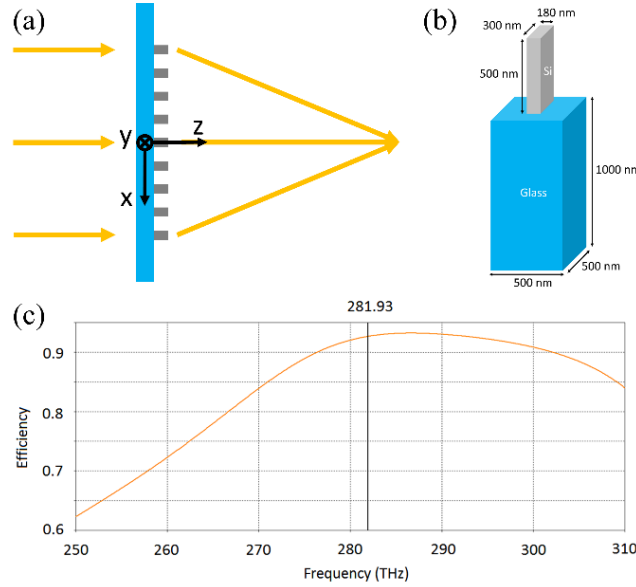 (a)
y
z
x
(b)
180 nm
300 nm
500 nm
Si
Glass
1000 nm
500 nm
500 nm
(c)
281.93
0.9
0.8
0.7
0.6
Efficiency
250
260
270
280
290
300
310
Frequency (THz)